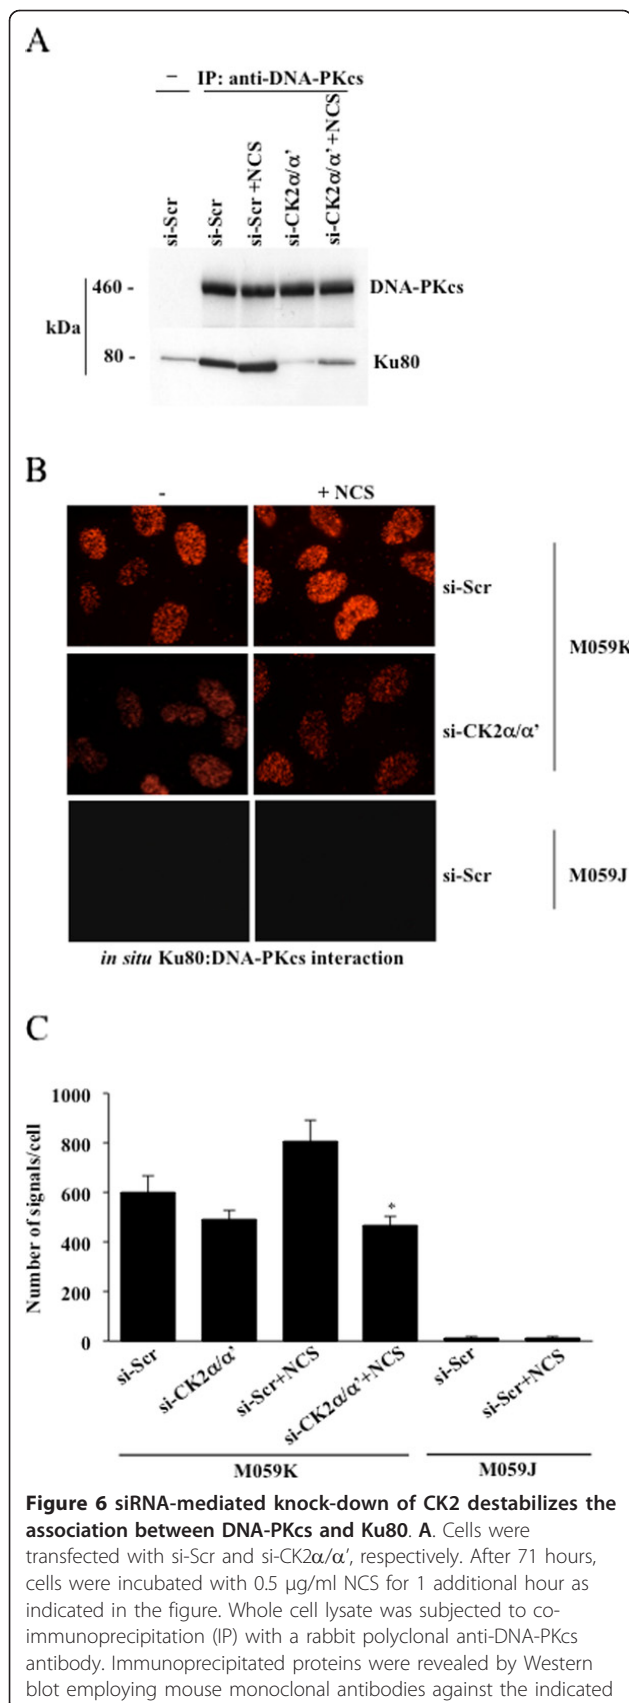 A
– IP: anti-DNA-PKcs
si-Scr
si-Scr
si-Scr +NCS
si-CK2α/α'
si-CK2α/α' +NCS
460 -
DNA-PKcs
kDa
80 -
Ku80
B
- + NCS
si-Scr
M059K
si-CK2α/α'
si-Scr
M059J
in situ Ku80:DNA-PKcs interaction
C
Number of signals/cell
1000
800
600
400
200
0
*
si-Scr
si-CK2α/α'
si-Scr+NCS
si-CK2α/α'+NCS
si-Scr
si-Scr+NCS
M059K M059J
Figure 6 siRNA-mediated knock-down of CK2 destabilizes the
association between DNA-PKcs and Ku80. A. Cells were
transfected with si-Scr and si-CK2α/α', respectively. After 71 hours,
cells were incubated with 0.5 μg/ml NCS for 1 additional hour as
indicated in the figure. Whole cell lysate was subjected to co-
immunoprecipitation (IP) with a rabbit polyclonal anti-DNA-PKcs
antibody. Immunoprecipitated proteins were revealed by Western
blot employing mouse monoclonal antibodies against the indicated